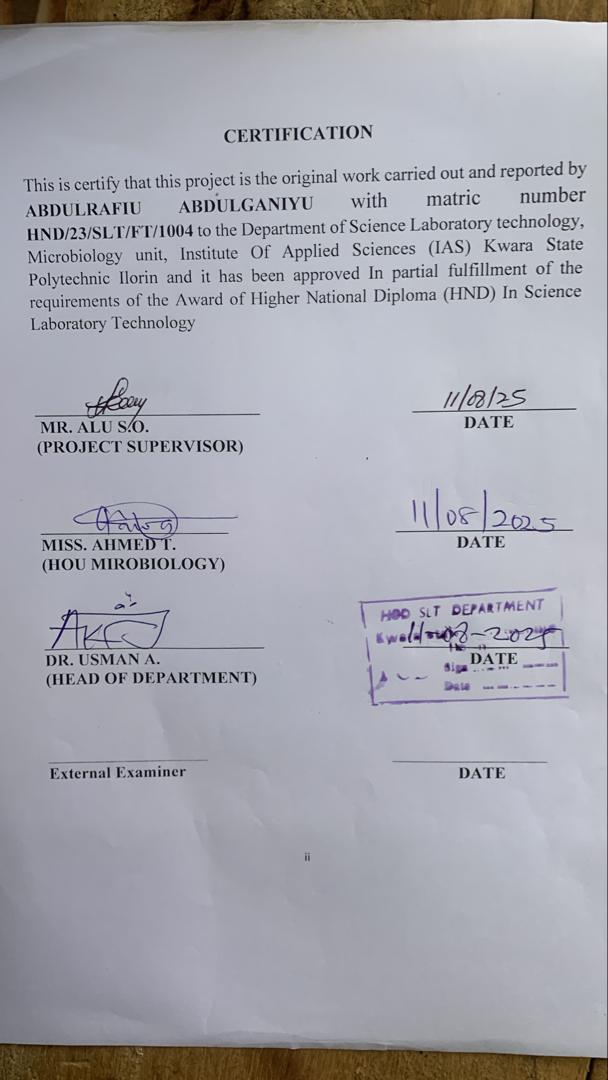 CERTIFICATION
This is certify that this project is the original work carried out and reported by
ABDULRAFIU ABDULGANIYU with matric number
HND/23/SLT/FT/1004 to the Department of Science Laboratory technology,
Microbiology unit, Institute Of Applied Sciences (IAS) Kwara State
Polytechnic Ilorin and it has been approved In partial fulfillment of the
requirements of the Award of Higher National Diploma (HND) In Science
Laboratory Technology
11/08/25
MR. ALU S.O. DATE
(PROJECT SUPERVISOR)
11/08/2025
MISS. AHMED T. DATE
(HOU MIROBIOLOGY)
HOD SLT DEPARTMENT
08-2025
DR. USMAN A. DATE
Sign
(HEAD OF DEPARTMENT)
Date
External Examiner DATE
ii